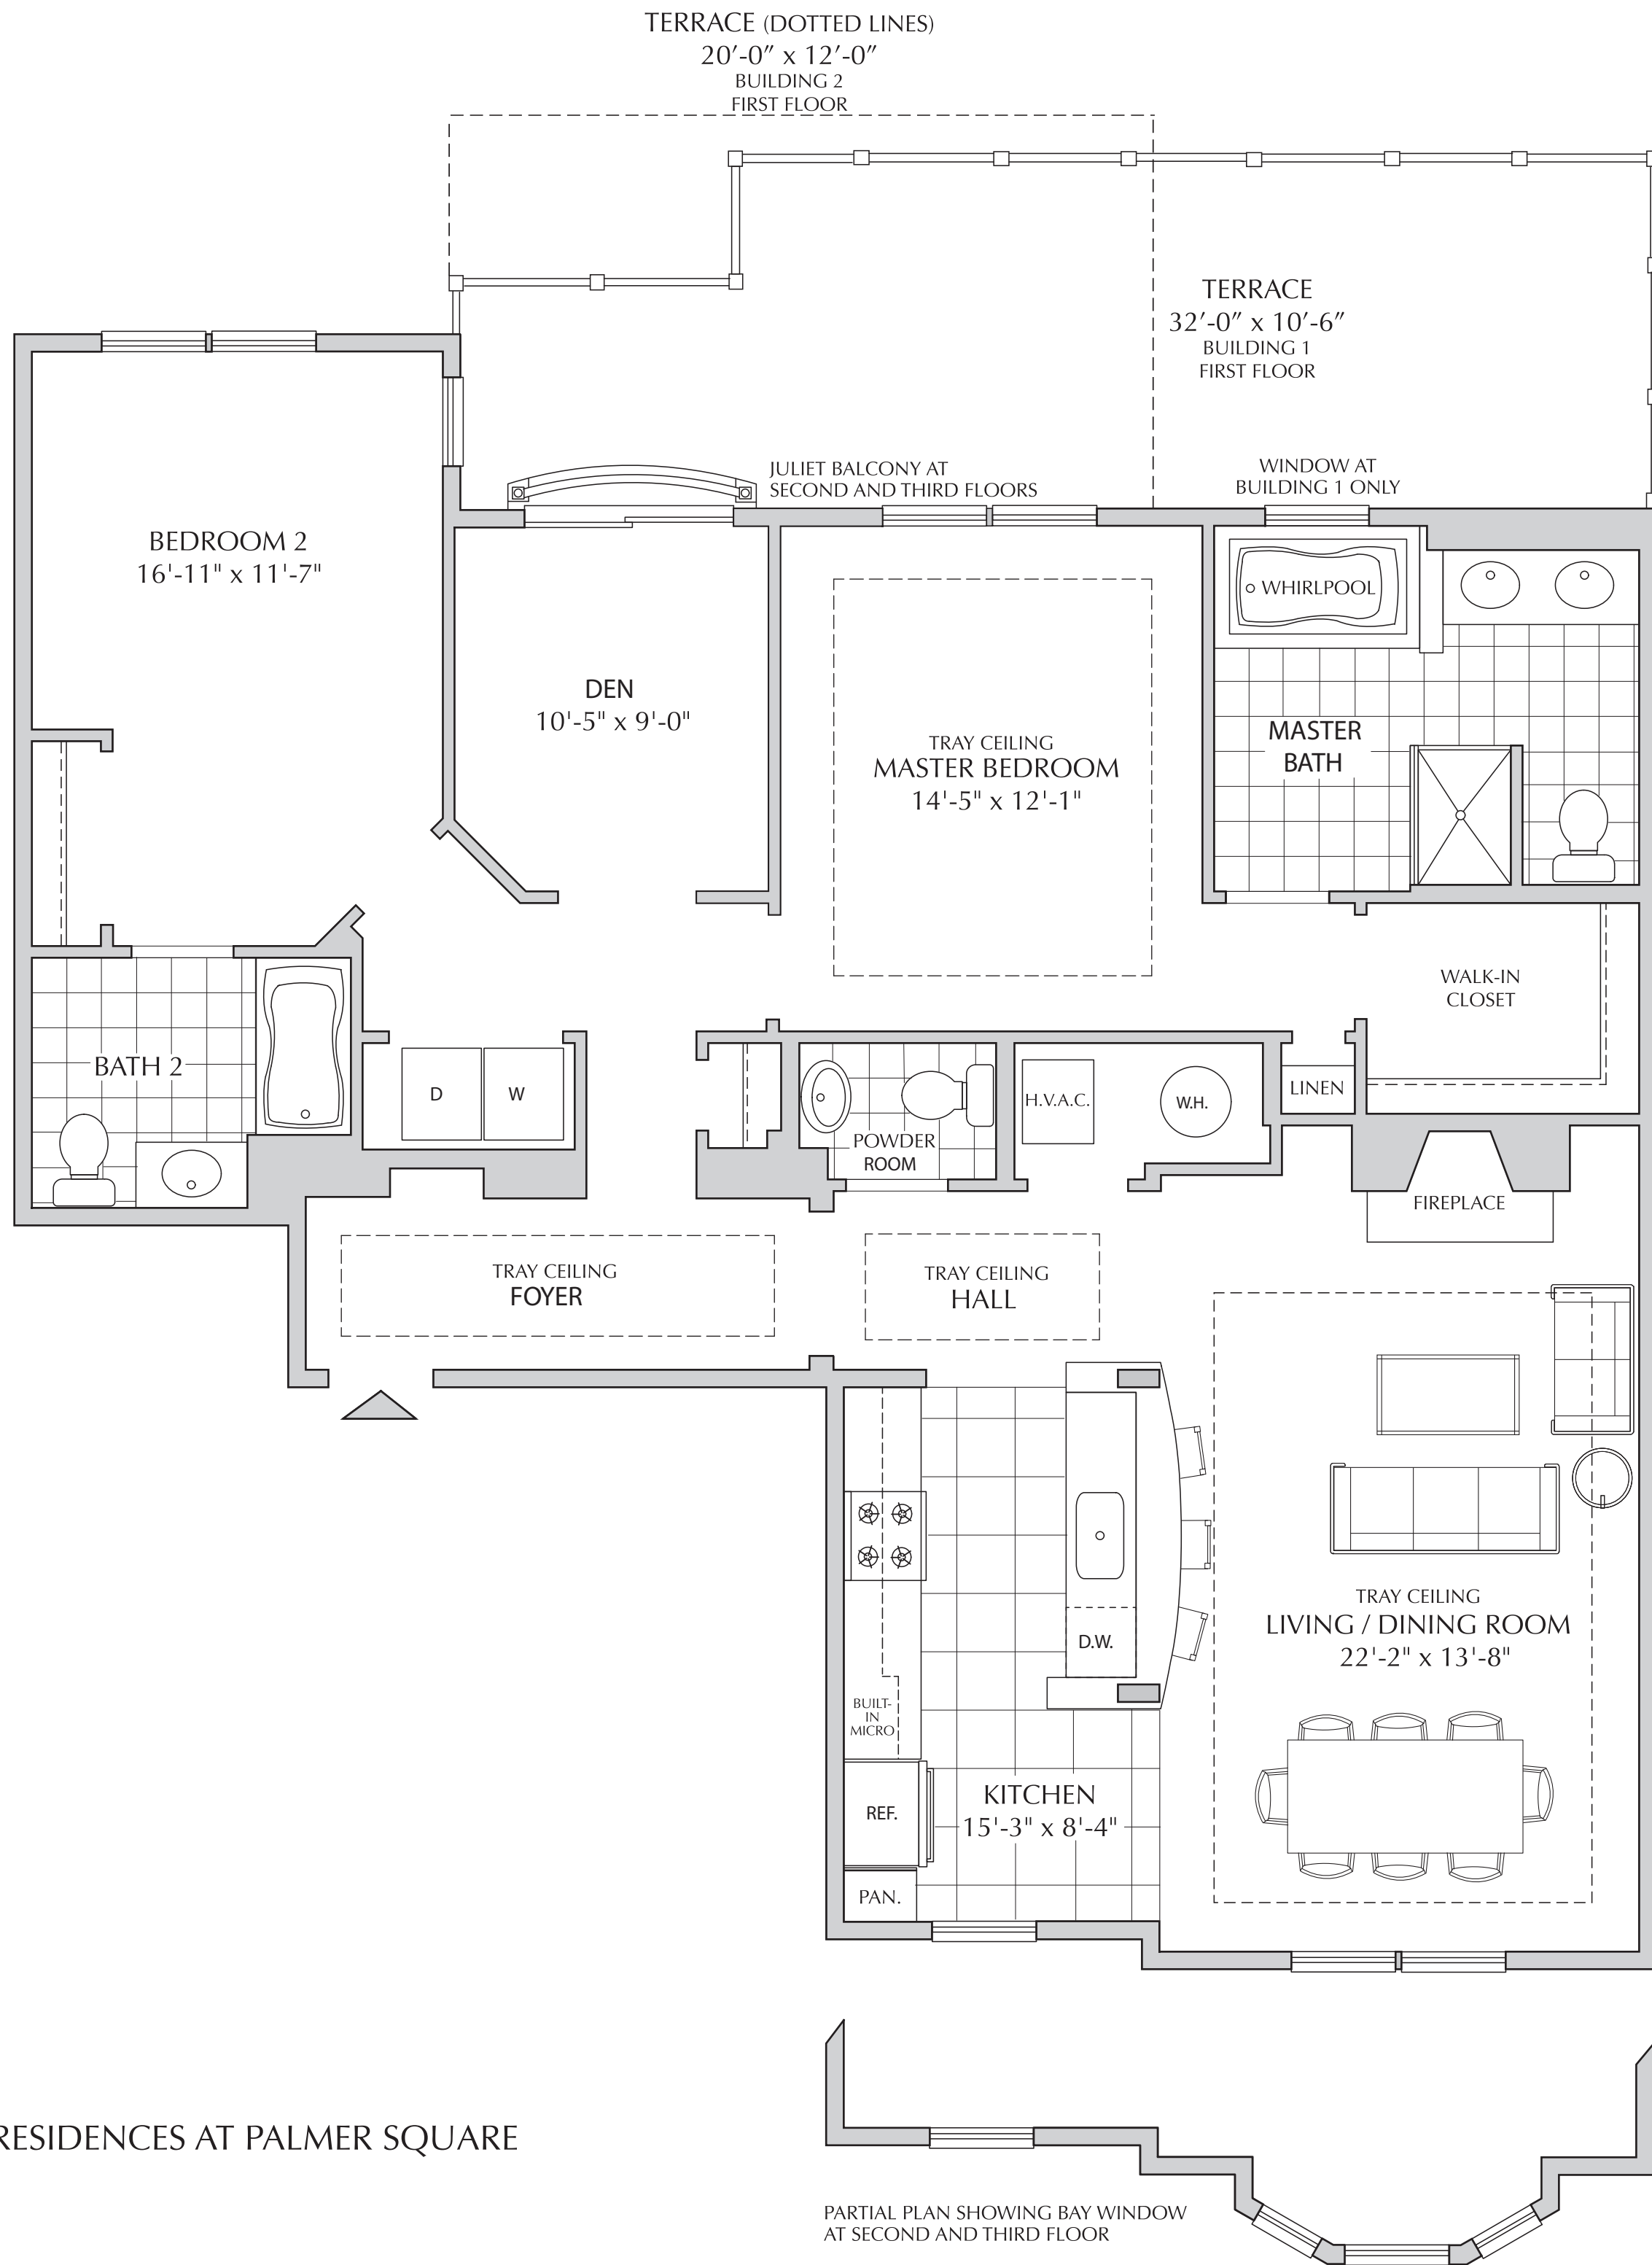 TERRACE (DOTTED LINES)
20′-0″ x 12′-0″
BUILDING 2
FIRST FLOOR
TERRACE
32′-0″ x 10′-6″
BUILDING 1
FIRST FLOOR
JULIET BALCONY AT
SECOND AND THIRD FLOORS
WINDOW AT
BUILDING 1 ONLY
BEDROOM 2
16'-11" x 11'-7"
WHIRLPOOL
DEN
10'-5" x 9'-0"
TRAY CEILING
MASTER BEDROOM
14'-5" x 12'-1"
MASTER
BATH
WALK-IN
CLOSET
BATH 2
D
W
H.V.A.C.
W.H.
LINEN
POWDER
ROOM
FIREPLACE
TRAY CEILING
FOYER
TRAY CEILING
HALL
TRAY CEILING
LIVING / DINING ROOM
22'-2" x 13'-8"
D.W.
BUILT-
IN
MICRO
KITCHEN
15'-3" x 8'-4"
REF.
PAN.
RESIDENCES AT PALMER SQUARE
PARTIAL PLAN SHOWING BAY WINDOW
AT SECOND AND THIRD FLOOR